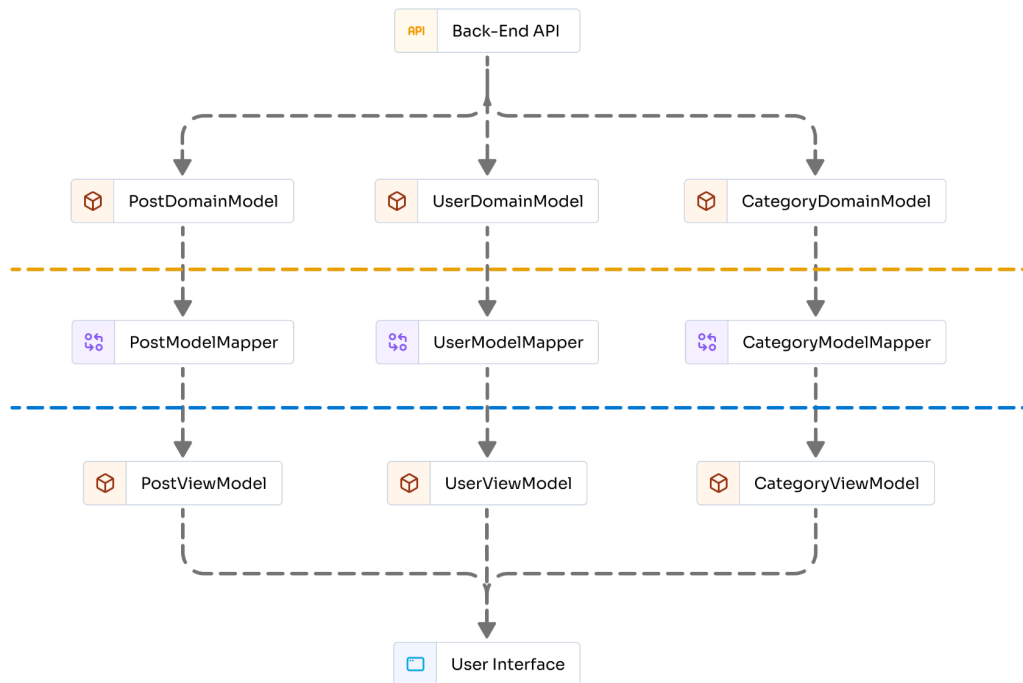 API Back-End API
PostDomainModel UserDomainModel CategoryDomainModel
PostModelMapper UserModelMapper CategoryModelMapper
PostViewModel UserViewModel CategoryViewModel
User Interface